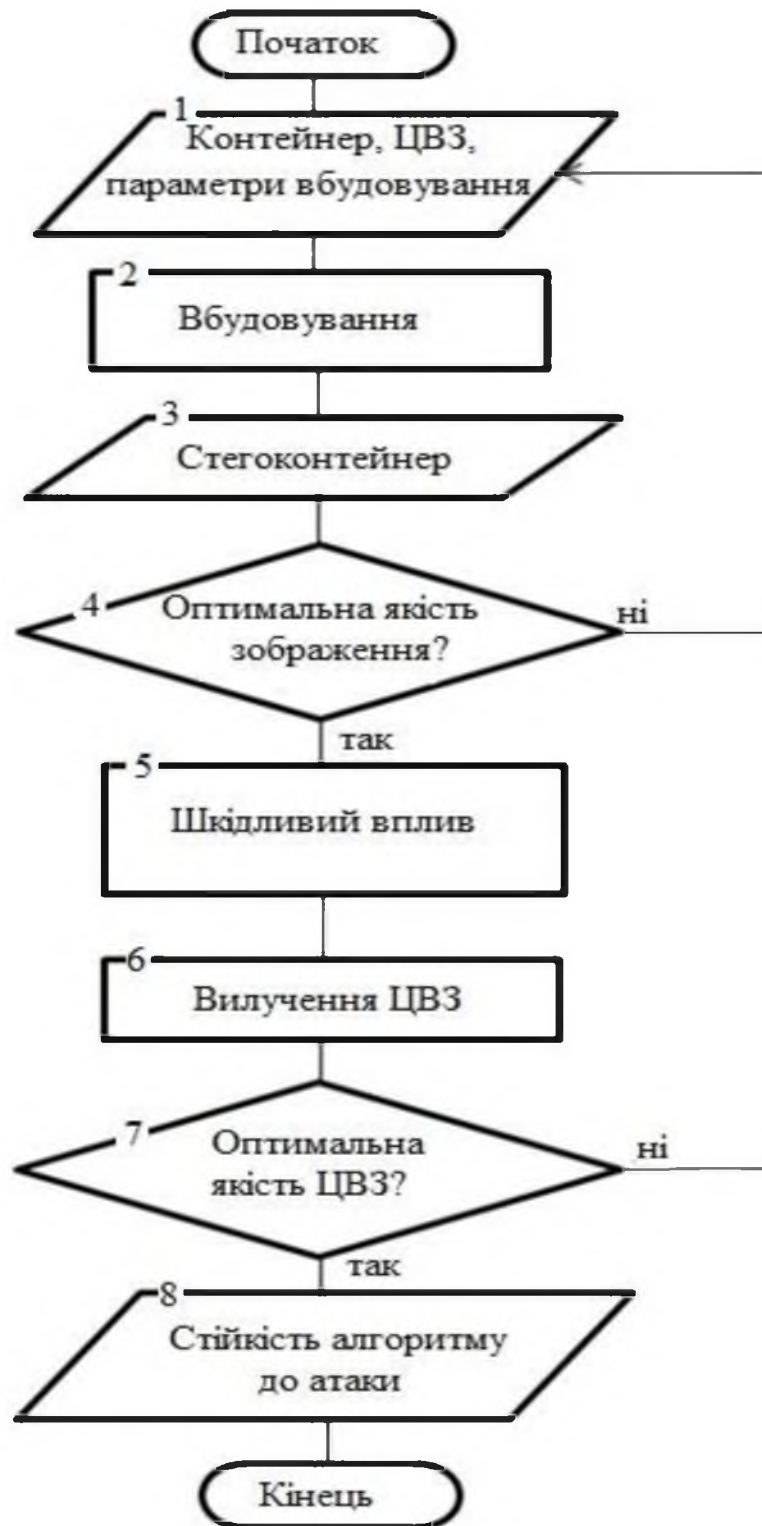 Початок
1
Контейнер, ЦВЗ,
параметри вбудовування
2
Вбудовування
3
Стегоконтейнер
4
Оптимальна якість
зображення?
ні
так
5
Шкідливий вплив
6
Вилучення ЦВЗ
7
Оптимальна
якість ЦВЗ?
ні
так
8
Стійкість алгоритму
до атаки
Кінець